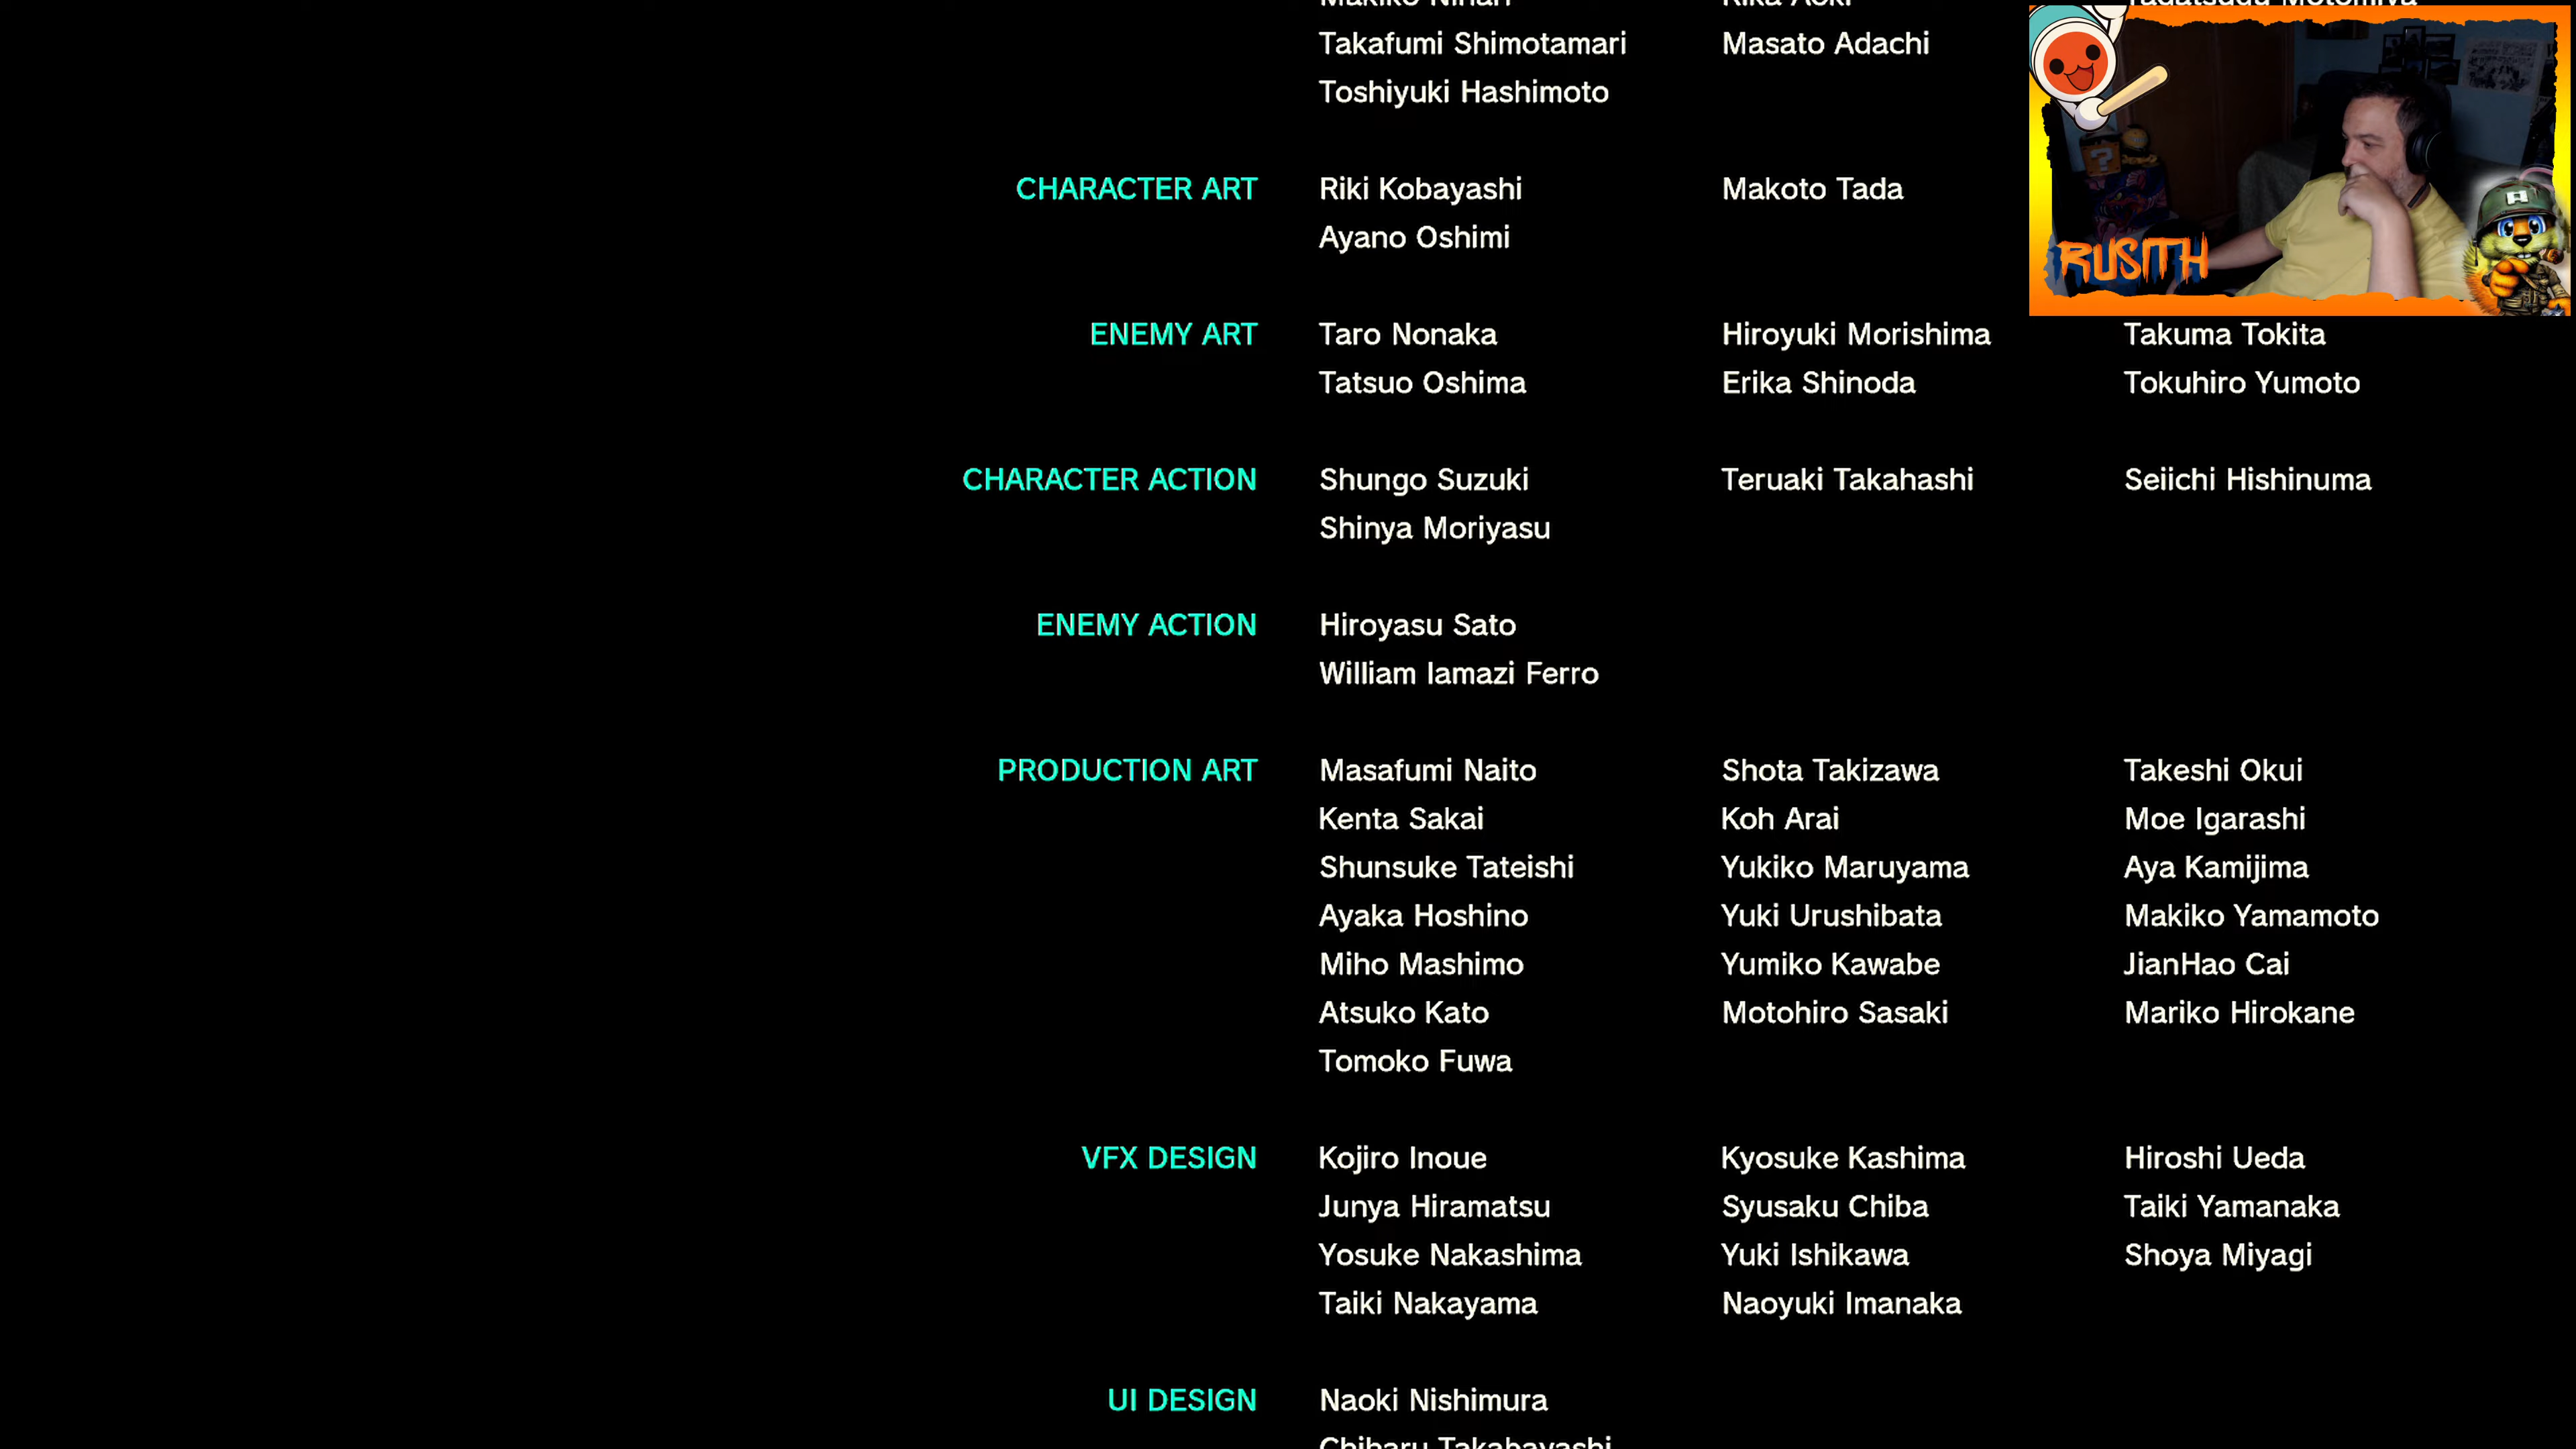 Takafumi Shimotamari Masato Adachi
Toshiyuki Hashimoto
CHARACTER ART Riki Kobayashi Makoto Tada
Ayano Oshimi
RUSITH
ENEMY ART Taro Nonaka Hiroyuki Morishima Takuma Tokita
Tatsuo Oshima Erika Shinoda Tokuhiro Yumoto
CHARACTER ACTION Shungo Suzuki Teruaki Takahashi Seiichi Hishinuma
Shinya Moriyasu
ENEMY ACTION Hiroyasu Sato
William Iamazi Ferro
PRODUCTION ART Masafumi Naito Shota Takizawa Takeshi Okui
Kenta Sakai Koh Arai Moe Igarashi
Shunsuke Tateishi Yukiko Maruyama Aya Kamijima
Ayaka Hoshino Yuki Urushibata Makiko Yamamoto
Miho Mashimo Yumiko Kawabe JianHao Cai
Atsuko Kato Motohiro Sasaki Mariko Hirokane
Tomoko Fuwa
VFX DESIGN Kojiro Inoue Kyosuke Kashima Hiroshi Ueda
Junya Hiramatsu Syusaku Chiba Taiki Yamanaka
Yosuke Nakashima Yuki Ishikawa Shoya Miyagi
Taiki Nakayama Naoyuki Imanaka
UI DESIGN Naoki Nishimura